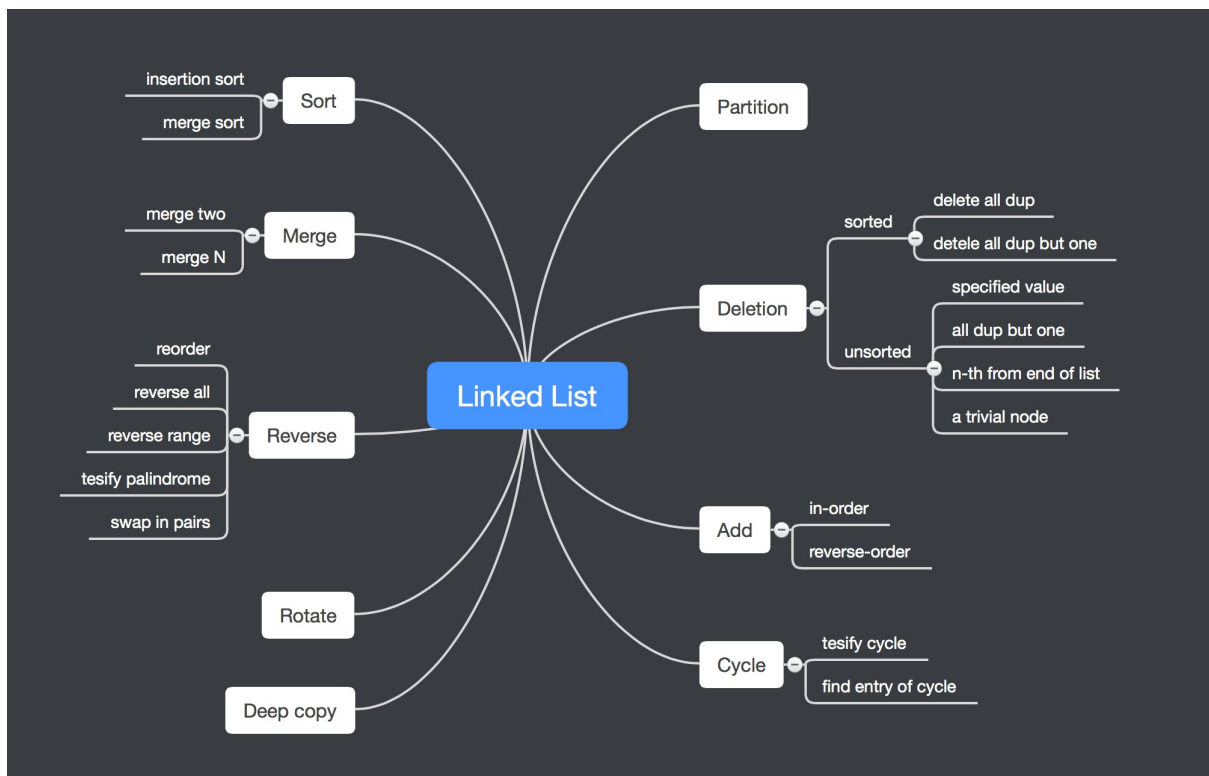 Linked List
Sort
insertion sort
merge sort
Merge
merge two
merge N
Reverse
reorder
reverse all
reverse range
tesify palindrome
swap in pairs
Rotate
Deep copy
Partition
Deletion
sorted
delete all dup
detele all dup but one
unsorted
specified value
all dup but one
n-th from end of list
a trivial node
Add
in-order
reverse-order
Cycle
tesify cycle
find entry of cycle